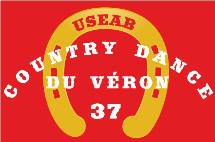 USEAB
COUNTRY DANCE
DU VÉRON
37